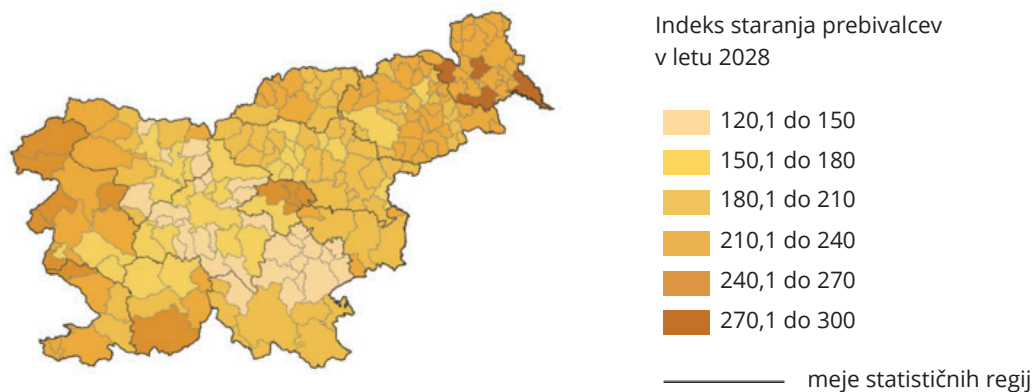 Indeks staranja prebivalcev
v letu 2028
120,1 do 150
150,1 do 180
180,1 do 210
210,1 do 240
240,1 do 270
270,1 do 300
meje statističnih regij